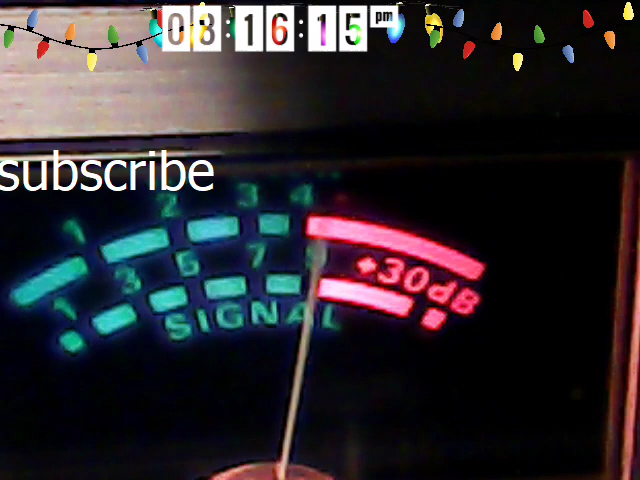 08:16:15 pm
subscribe
1 2 3 4
1 3 5 7 9
+30dB
SIGNAL